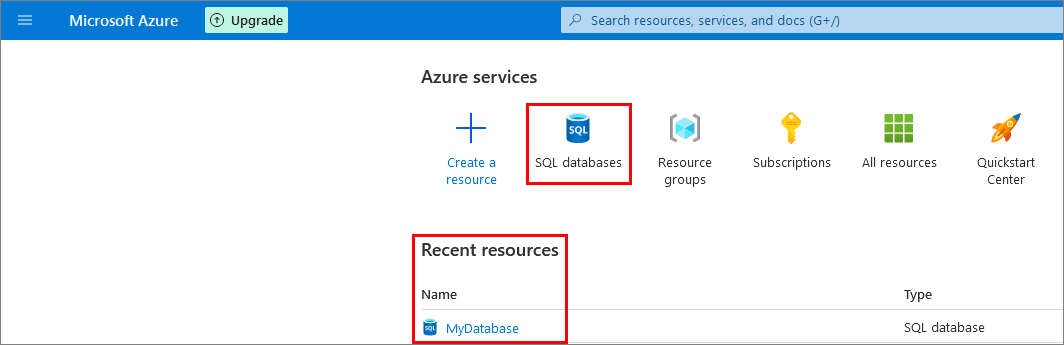 Microsoft Azure
Upgrade
Search resources, services, and docs (G+/)
Azure services
SQL
Create a
resource
SQL databases
Resource
groups
Subscriptions
All resources
Quickstart
Center
Recent resources
Name
Type
SQL
MyDatabase
SQL database